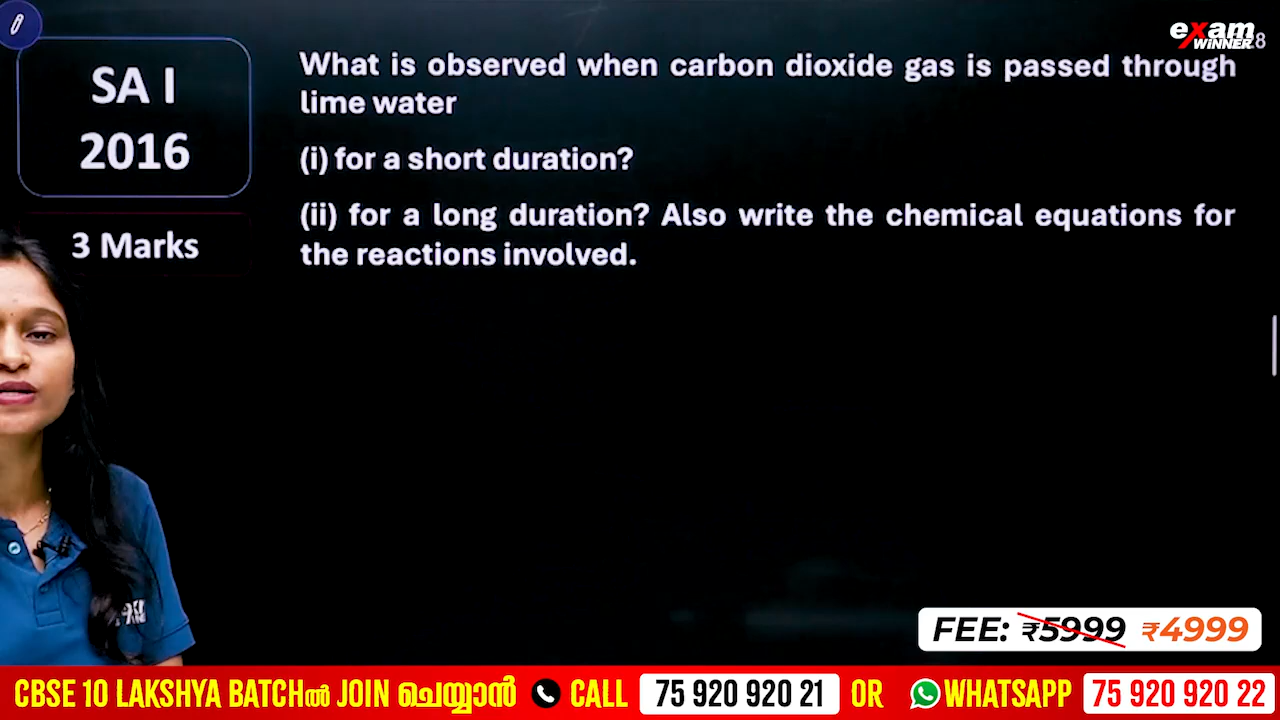 exam
WINNER
SA I
2016
3 Marks
What is observed when carbon dioxide gas is passed through
lime water
(i) for a short duration?
(ii) for a long duration? Also write the chemical equations for
the reactions involved.
FEE: ₹5999 ₹4999
CBSE 10 LAKSHYA BATCHൽ JOIN ചെയ്യാൻ CALL 75 920 920 21 OR WHATSAPP 75 920 920 22